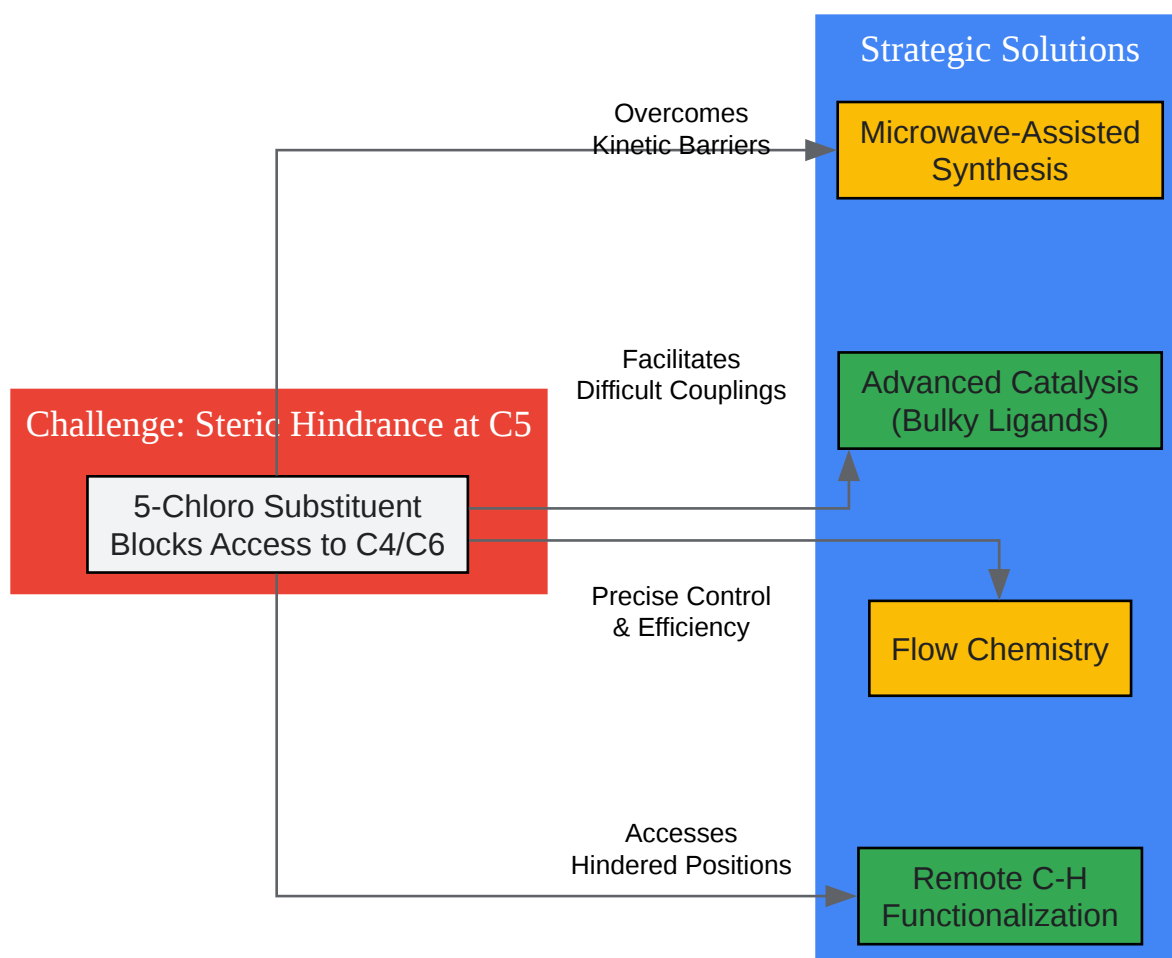 Strategic Solutions
Overcomes
Kinetic Barriers
Microwave-Assisted
Synthesis
Facilitates
Difficult Couplings
Advanced Catalysis
(Bulky Ligands)
Challenge: Steric Hindrance at C5
5-Chloro Substituent
Blocks Access to C4/C6
Precise Control
& Efficiency
Flow Chemistry
Accesses
Hindered Positions
Remote C-H
Functionalization